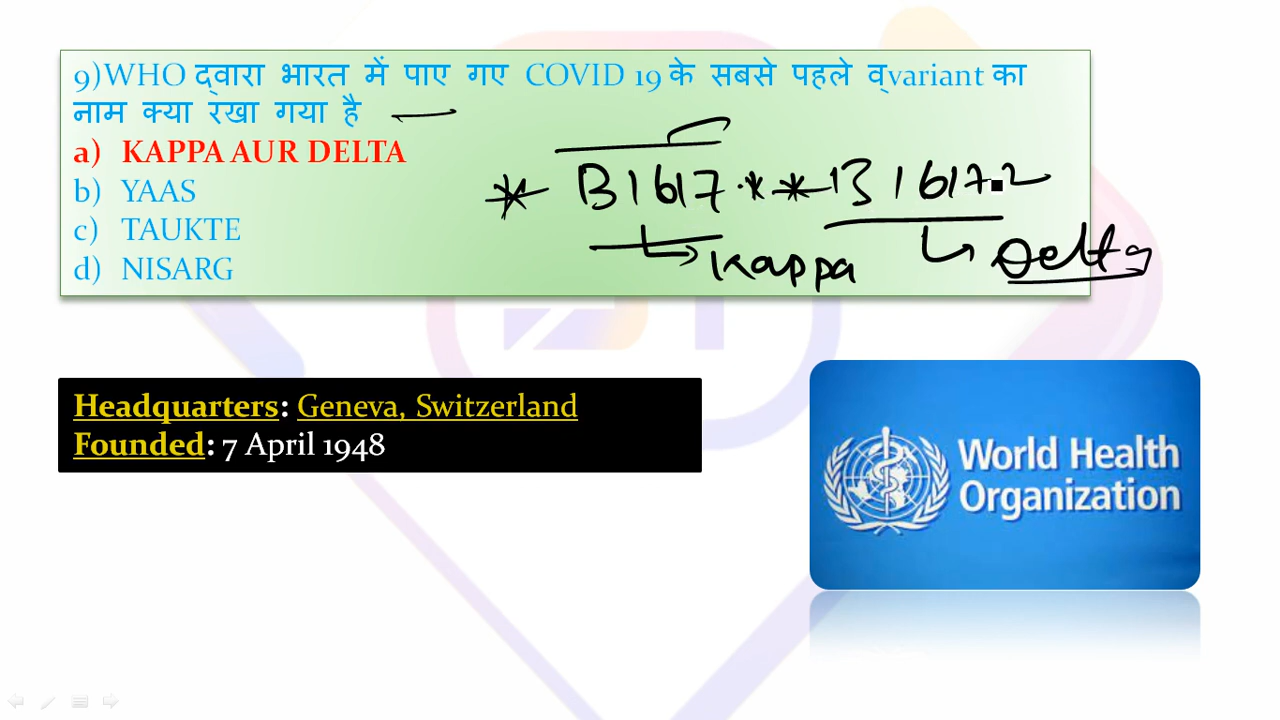 9)WHO द्वारा भारत में पाए गए COVID 19 के सबसे पहले व्variant का
नाम क्या रखा गया है
a) KAPPA AUR DELTA
b) YAAS
c) TAUKTE
d) NISARG
B1617 B1617.2
Kappa Delta
Headquarters: Geneva, Switzerland
Founded: 7 April 1948
World Health
Organization